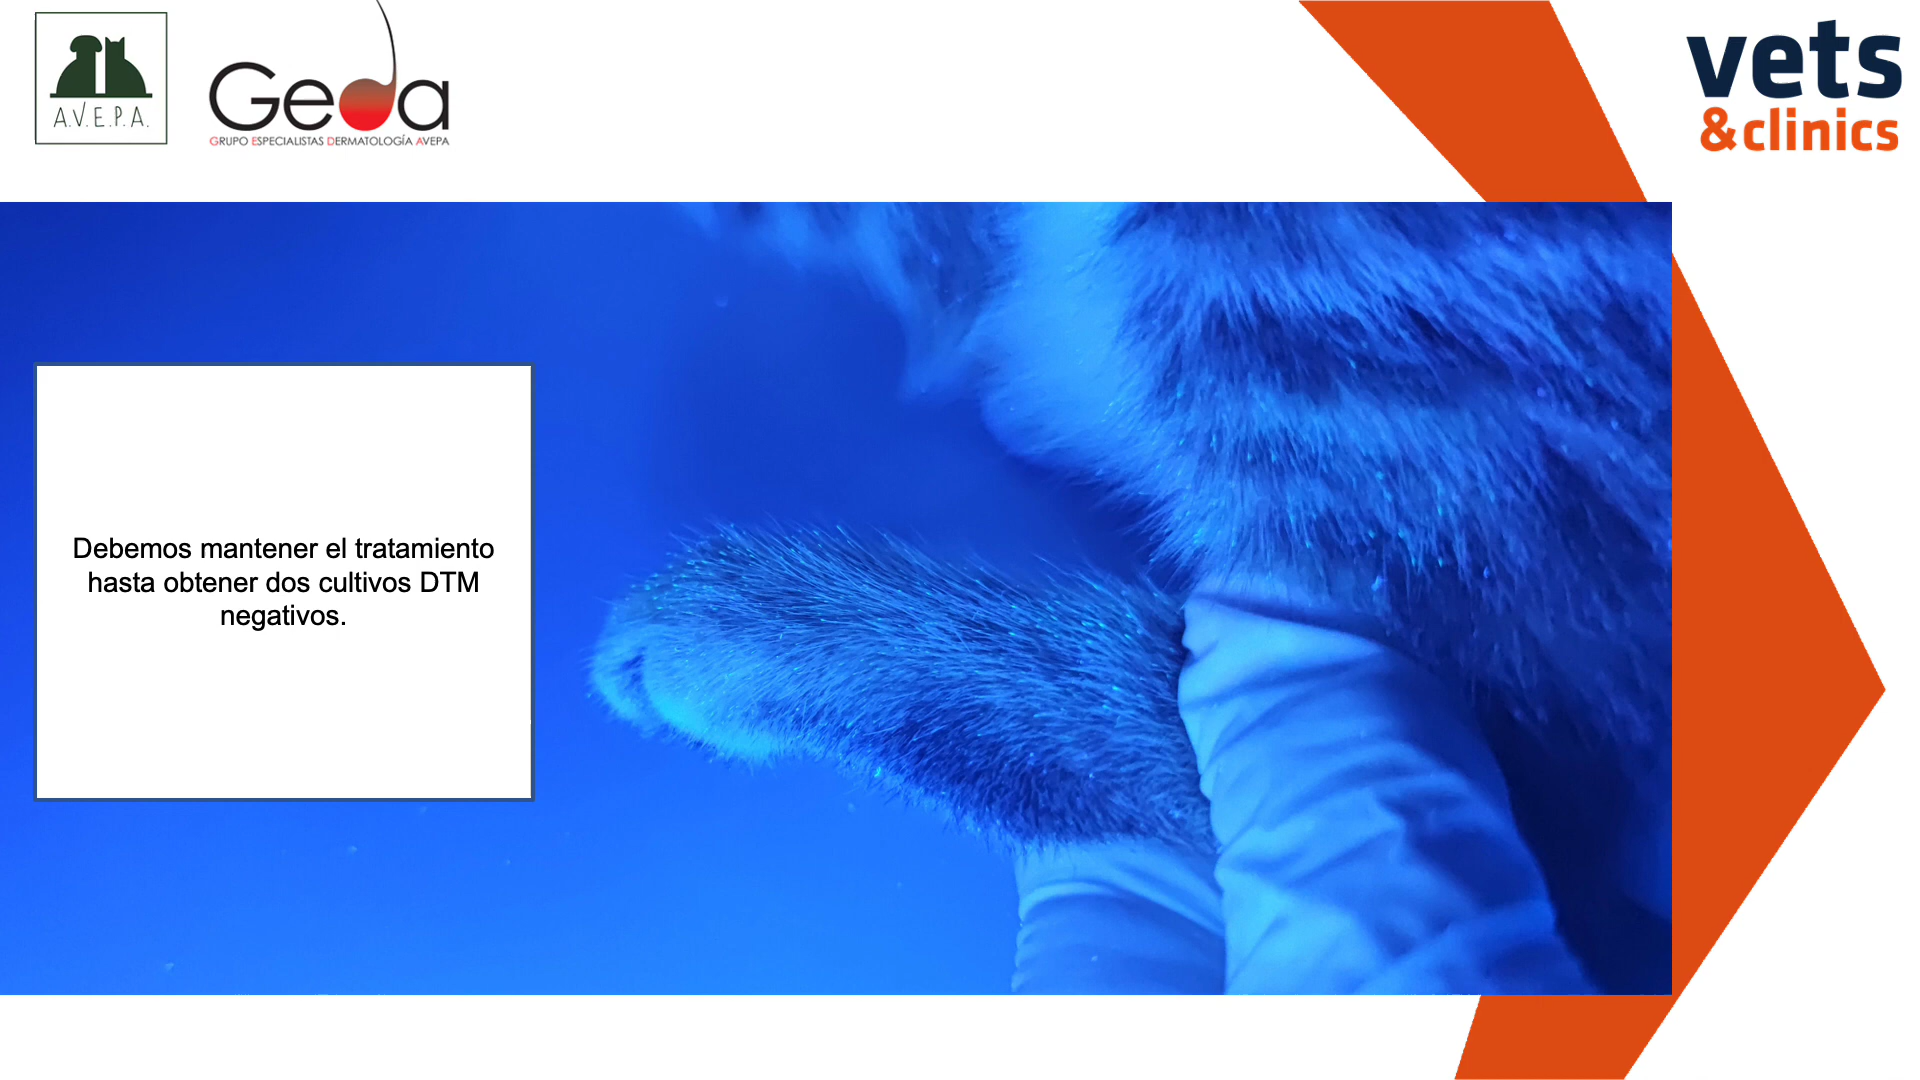 A.V.E.P.A.
Geda
GRUPO ESPECIALISTAS DERMATOLOGÍA AVEPA
vets
&clinics
Debemos mantener el tratamiento
hasta obtener dos cultivos DTM
negativos.